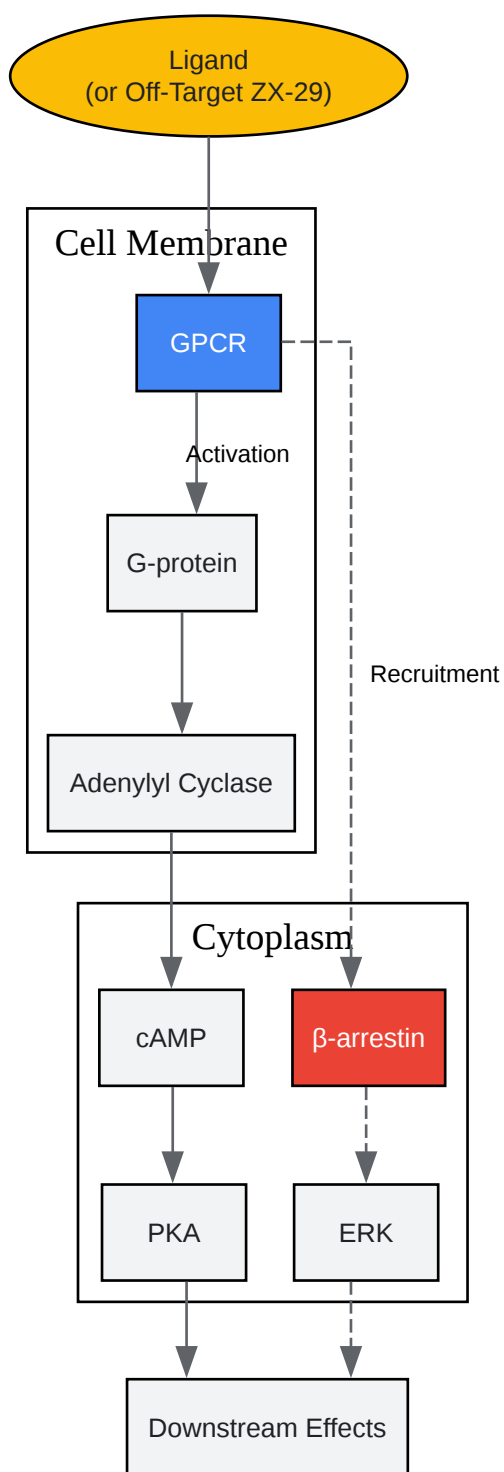 Ligand
(or Off-Target ZX-29)
Cell Membrane
GPCR
Activation
G-protein
Recruitment
Adenylyl Cyclase
Cytoplasm
cAMP
β-arrestin
PKA
ERK
Downstream Effects